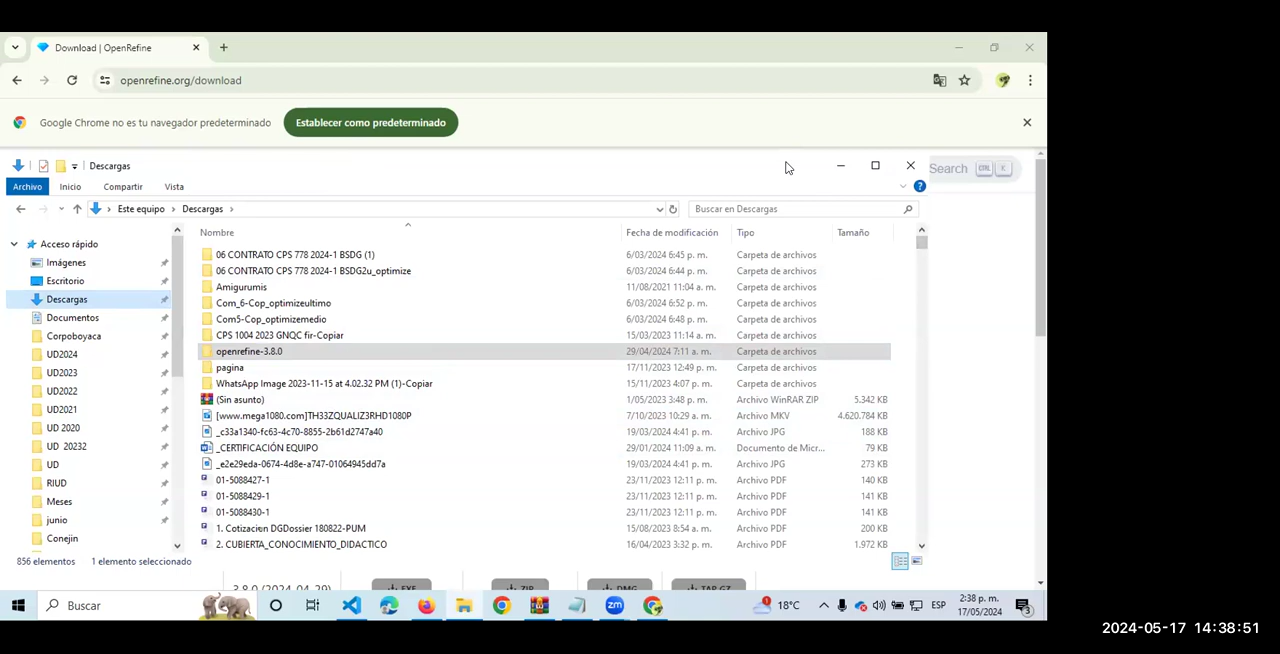 Download | OpenRefine
openrefine.org/download
Google Chrome no es tu navegador predeterminado
Establecer como predeterminado
Descargas
Search CTRL K
Archivo Inicio Compartir Vista
Este equipo › Descargas ›
Buscar en Descargas
Nombre Fecha de modificación Tipo Tamaño
Acceso rápido
Imágenes
Escritorio
Descargas
Documentos
Corpoboyaca
UD2024
UD2023
UD2022
UD2021
UD 2020
UD 20232
UD
RIUD
Meses
junio
Conejin
06 CONTRATO CPS 778 2024-1 BSDG (1) 6/03/2024 6:45 p. m. Carpeta de archivos
06 CONTRATO CPS 778 2024-1 BSDG2u_optimize 6/03/2024 6:44 p. m. Carpeta de archivos
Amigurumis 11/08/2021 11:04 a. m. Carpeta de archivos
Com_6-Cop_optimizeultimo 6/03/2024 6:52 p. m. Carpeta de archivos
Com5-Cop_optimizemedio 6/03/2024 6:48 p. m. Carpeta de archivos
CPS 1004 2023 GNQC fir-Copiar 15/03/2023 11:14 a. m. Carpeta de archivos
openrefine-3.8.0 29/04/2024 7:11 a. m. Carpeta de archivos
pagina 17/11/2023 12:49 p. m. Carpeta de archivos
WhatsApp Image 2023-11-15 at 4.02.32 PM (1)-Copiar 15/11/2023 4:07 p. m. Carpeta de archivos
(Sin asunto) 1/05/2023 3:48 p. m. Archivo WinRAR ZIP 5.342 KB
[www.mega1080.com]TH33ZQUALIZ3RHD1080P 7/10/2023 10:29 a. m. Archivo MKV 4.620.784 KB
_c33a1340-fc63-4c70-8855-2b61d2747a40 19/03/2024 4:41 p. m. Archivo JPG 188 KB
_CERTIFICACIÓN EQUIPO 29/01/2024 11:09 a. m. Documento de Micr... 79 KB
_e2e29eda-0674-4d8e-a747-01064945dd7a 19/03/2024 4:41 p. m. Archivo JPG 273 KB
01-5088427-1 23/11/2023 12:11 p. m. Archivo PDF 140 KB
01-5088429-1 23/11/2023 12:11 p. m. Archivo PDF 141 KB
01-5088430-1 23/11/2023 12:11 p. m. Archivo PDF 141 KB
1. Cotizacion DGDossier 180822-PUM 15/08/2023 8:54 a. m. Archivo PDF 200 KB
2. CUBIERTA_CONOCIMIENTO_DIDACTICO 16/04/2023 3:32 p. m. Archivo PDF 1.972 KB
856 elementos 1 elemento seleccionado
3.8.0 (2024-04-29) EXE ZIP DMG TAR.GZ
Buscar
18°C
ESP
2:38 p. m.
17/05/2024
3
2024-05-17 14:38:51